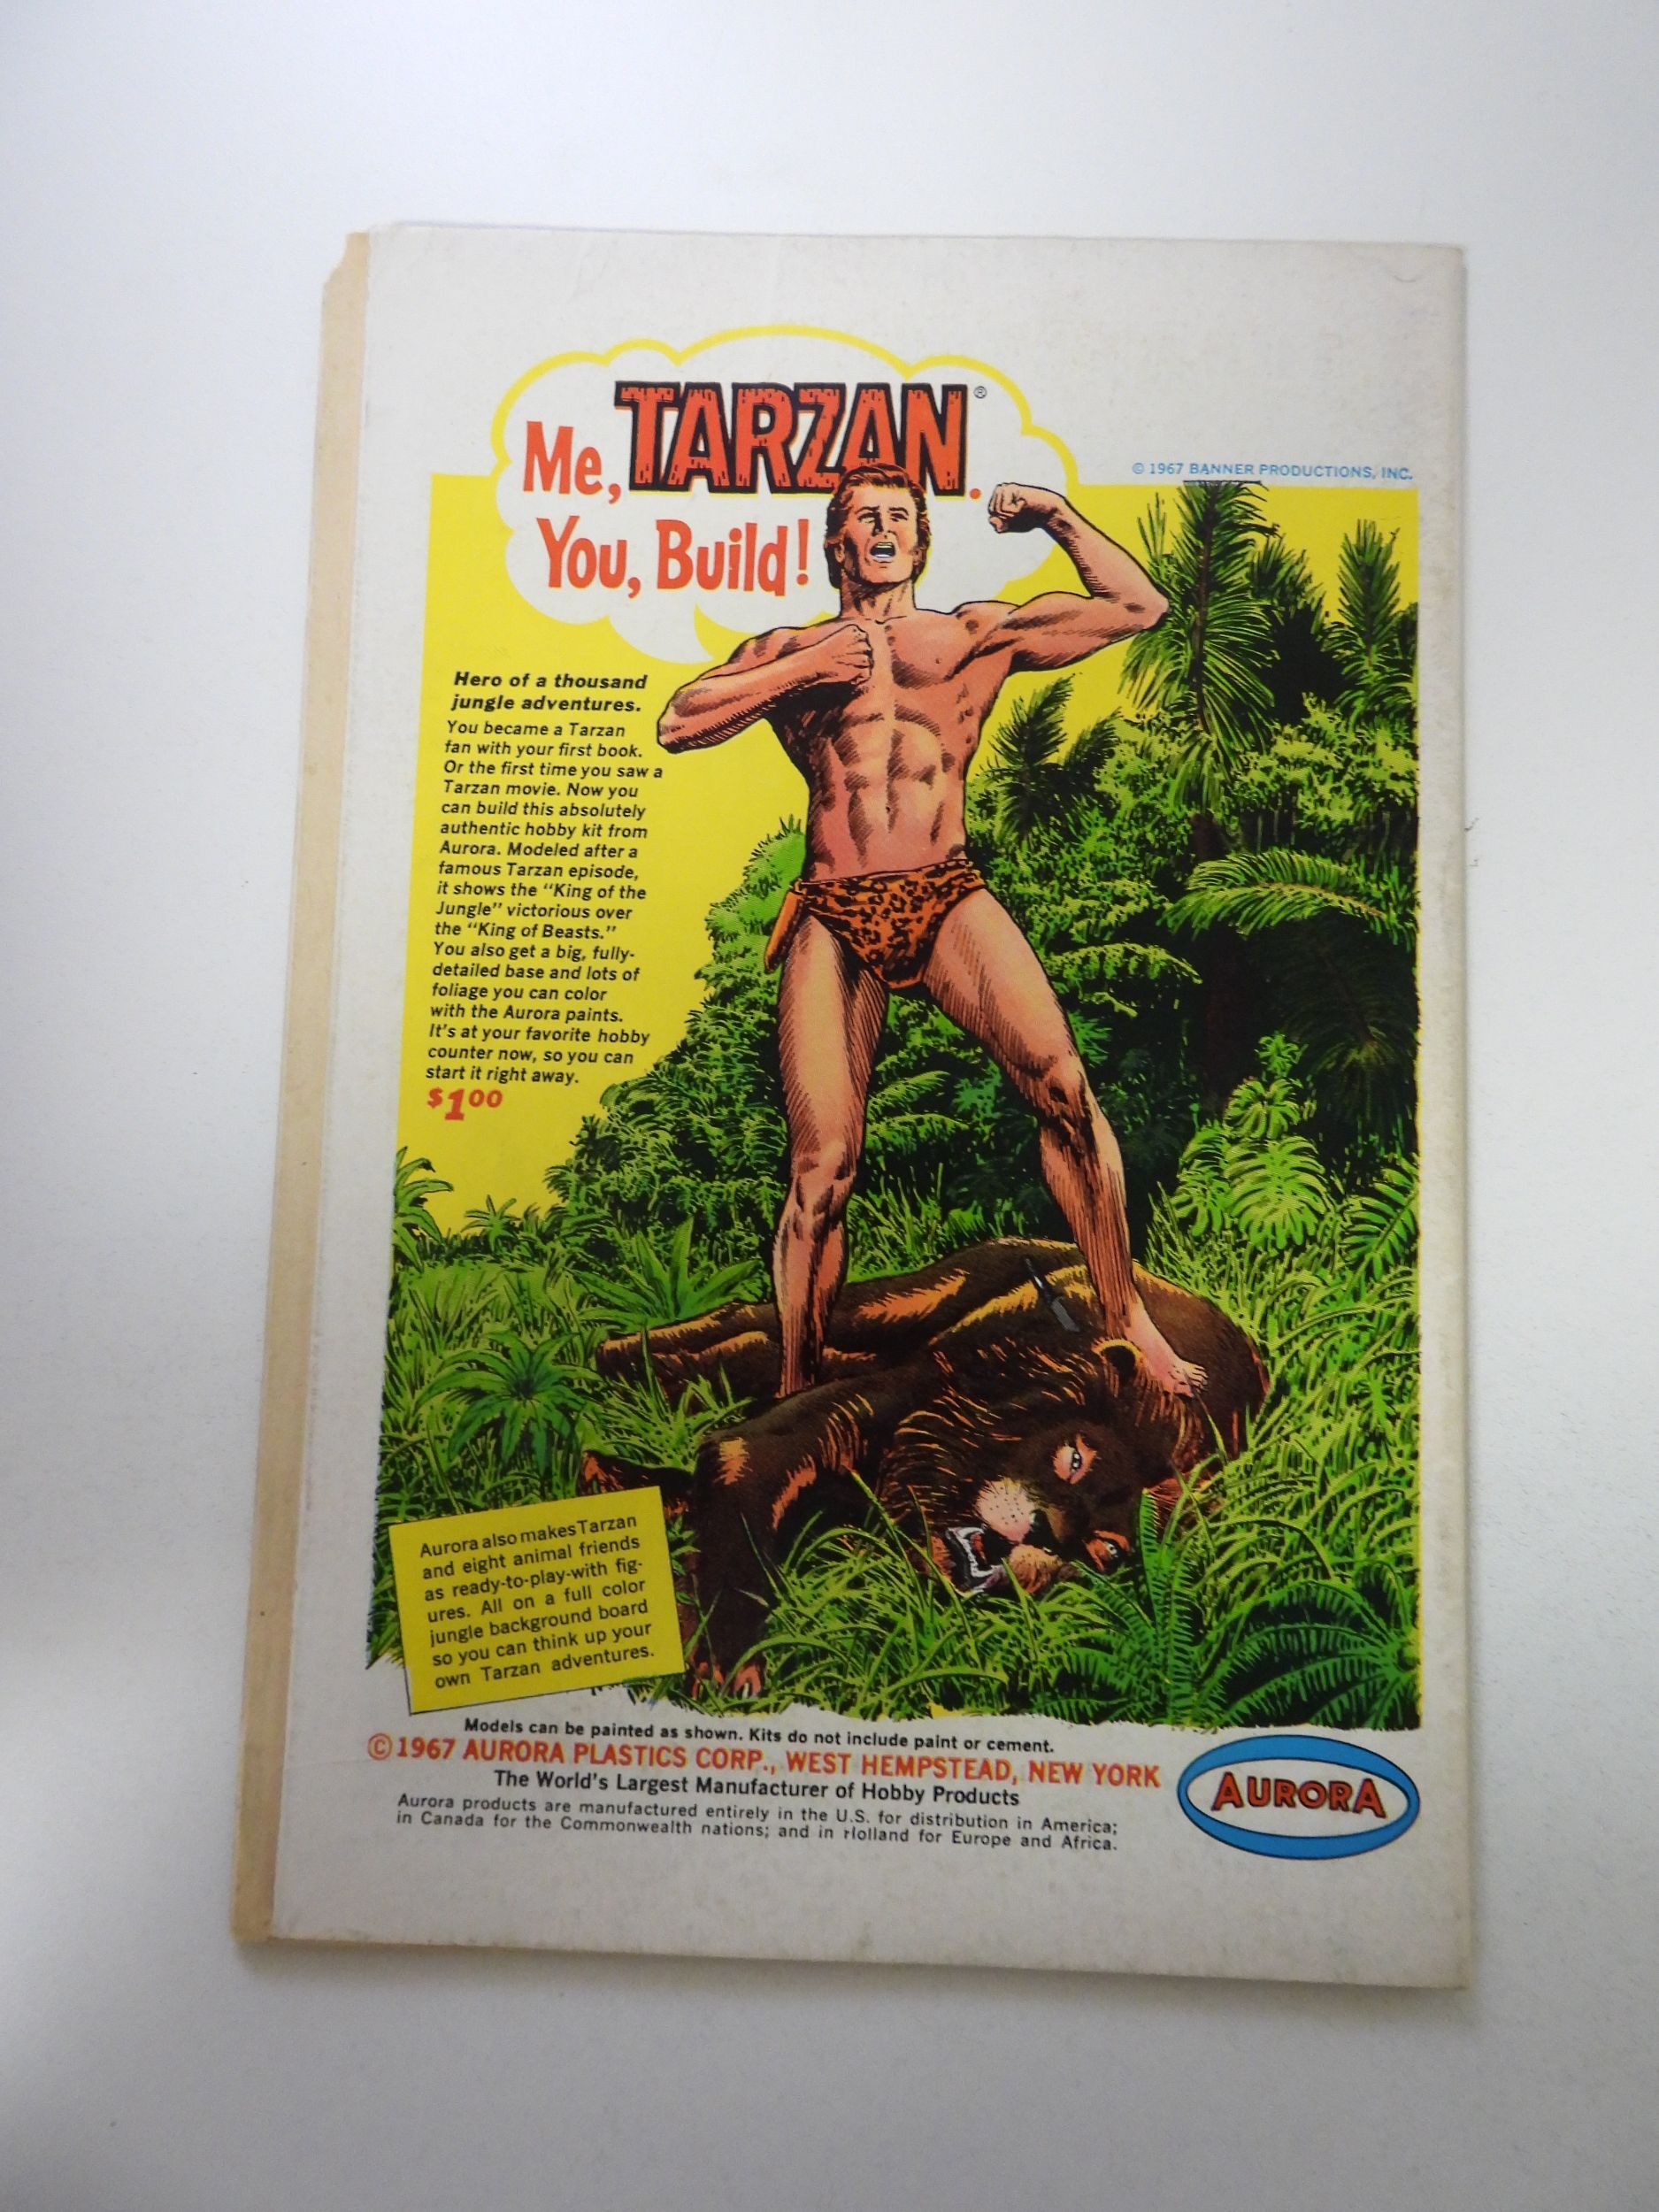 Me, TARZAN®.
You, Build!
© 1967 BANNER PRODUCTIONS, INC.
Hero of a thousand
jungle adventures.
You became a Tarzan
fan with your first book.
Or the first time you saw a
Tarzan movie. Now you
can build this absolutely
authentic hobby kit from
Aurora. Modeled after a
famous Tarzan episode,
it shows the “King of the
Jungle” victorious over
the “King of Beasts.”
You also get a big, fully-
detailed base and lots of
foliage you can color
with the Aurora paints.
It's at your favorite hobby
counter now, so you can
start it right away.
$1⁰⁰
Aurora also makes Tarzan
and eight animal friends
as ready-to-play-with fig-
ures. All on a full color
jungle background board
so you can think up your
own Tarzan adventures.
Models can be painted as shown. Kits do not include paint or cement.
© 1967 AURORA PLASTICS CORP., WEST HEMPSTEAD, NEW YORK
The World's Largest Manufacturer of Hobby Products
Aurora products are manufactured entirely in the U.S. for distribution in America;
in Canada for the Commonwealth nations; and in Holland for Europe and Africa.
AURORA